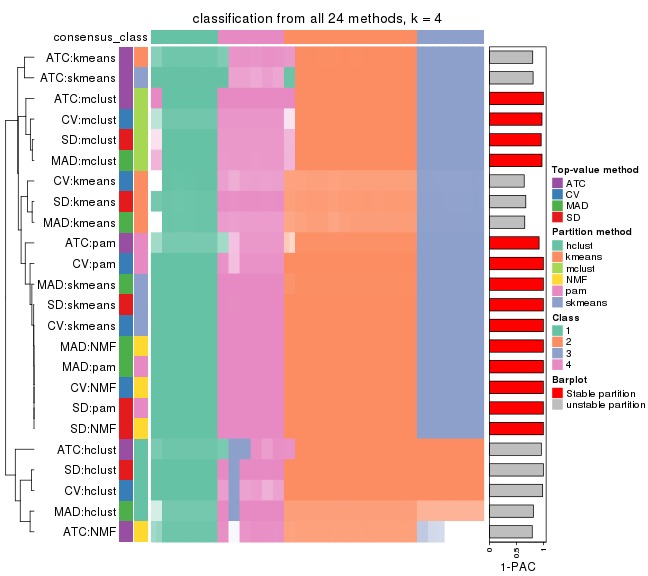 classification from all 24 methods, k = 4
consensus_class
ATC:kmeans
ATC:skmeans
ATC:mclust
CV:mclust
SD:mclust
MAD:mclust
CV:kmeans
SD:kmeans
MAD:kmeans
ATC:pam
CV:pam
MAD:skmeans
SD:skmeans
CV:skmeans
MAD:NMF
MAD:pam
CV:NMF
SD:pam
SD:NMF
ATC:hclust
SD:hclust
CV:hclust
MAD:hclust
ATC:NMF
0
0.5
1
1-PAC
Top-value method
ATC
CV
MAD
SD
Partition method
hclust
kmeans
mclust
NMF
pam
skmeans
Class
1
2
3
4
Barplot
Stable partition
unstable partition